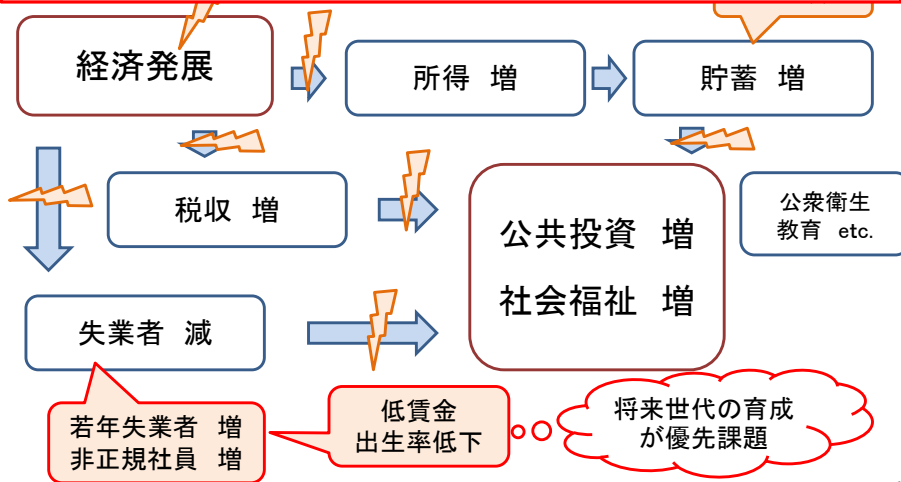 経済発展
所得 増
貯蓄 増
税収 増
公共投資 増
社会福祉 増
公衆衛生
教育 etc.
失業者 減
若年失業者 増
非正規社員 増
低賃金
出生率低下
将来世代の育成
が優先課題